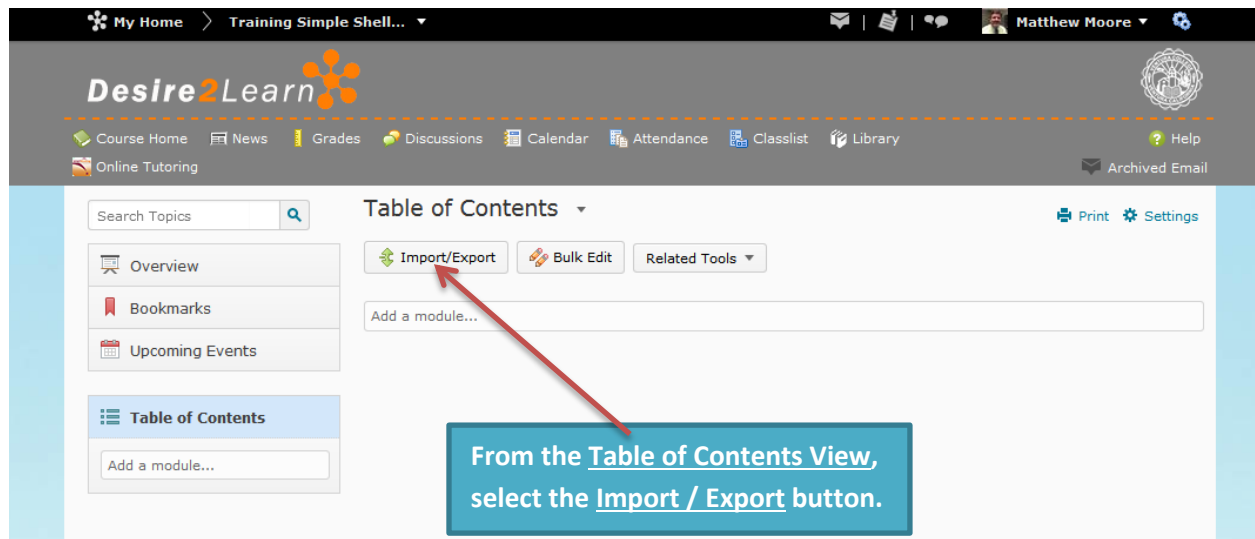 My Home Training Simple Shell... Matthew Moore
Desire2Learn
Course Home News Grades Discussions Calendar Attendance Classlist Library Help
Online Tutoring Archived Email
Search Topics Table of Contents Print Settings
Import/Export Bulk Edit Related Tools
Overview
Bookmarks
Add a module...
Upcoming Events
Table of Contents
Add a module...
From the Table of Contents View,
select the Import / Export button.